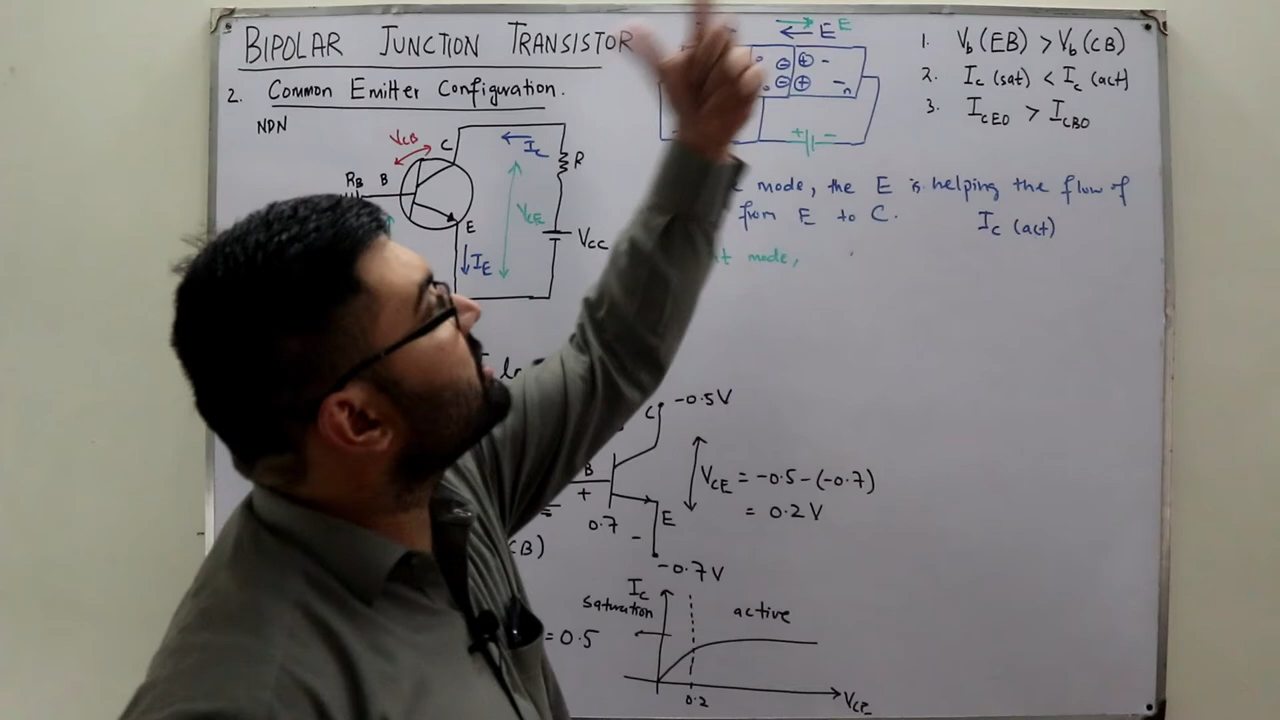 BIPOLAR JUNCTION TRANSISTOR
2. Common Emitter Configuration.
NPN
VCB
C
IC
RB
B
R
VCE
E
IE
VCC
E E
+ -
1. Vb (EB) > Vb (CB)
2. Ic (sat) < Ic (act)
3. ICEO > ICBO
mode, the E is helping the flow of
from E to C. Ic (act)
mode,
C -0.5V
B
+
0.7
E
-
-0.7V
VCE = -0.5-(-0.7)
= 0.2V
CB)
= 0.5
Ic
Saturation
active
0.2
VCE